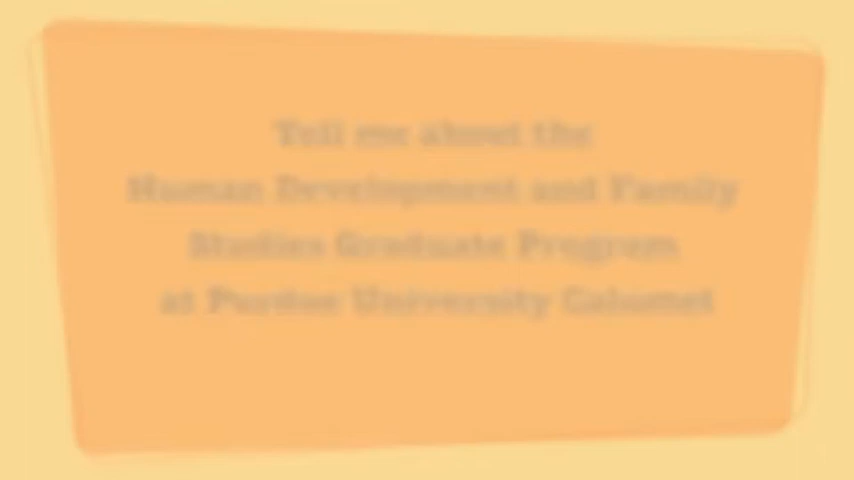 Tell me about the
Human Development and Family
Studies Graduate Program
at Purdue University Calumet